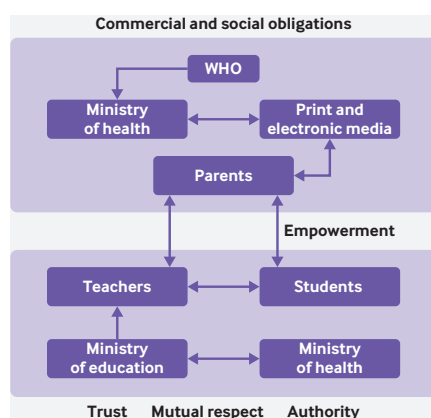 Commercial and social obligations
WHO
Ministry
of health
Print and
electronic media
Parents
Empowerment
Teachers
Students
Ministry
of education
Ministry
of health
Trust Mutual respect Authority